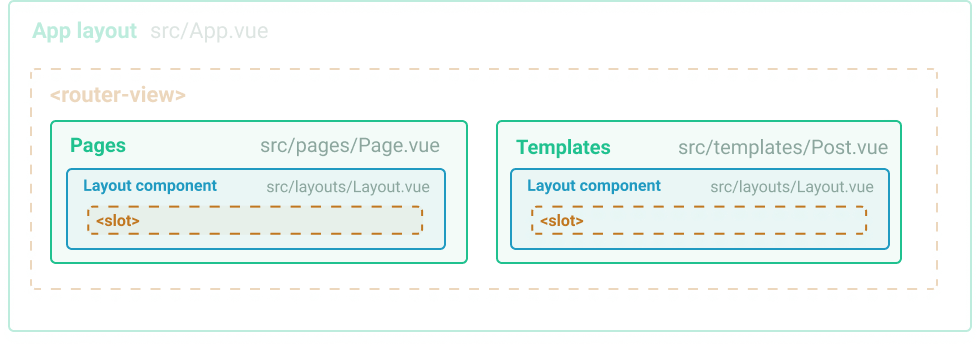 App layout src/App.vue
<router-view>
Pages src/pages/Page.vue
Layout component src/layouts/Layout.vue
<slot>
Templates src/templates/Post.vue
Layout component src/layouts/Layout.vue
<slot>